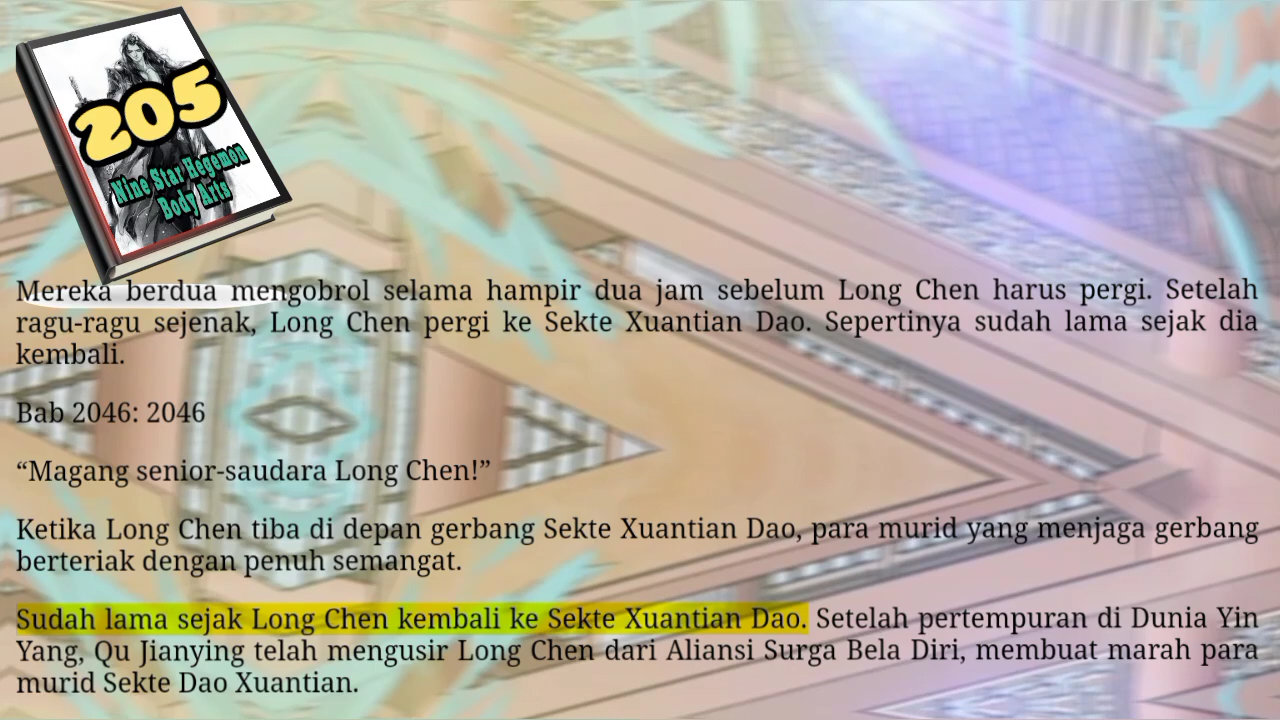 205
Nine Star Hegemon
Body Arts
Mereka berdua mengobrol selama hampir dua jam sebelum Long Chen harus pergi. Setelah
ragu-ragu sejenak, Long Chen pergi ke Sekte Xuantian Dao. Sepertinya sudah lama sejak dia
kembali.
Bab 2046: 2046
“Magang senior-saudara Long Chen!”
Ketika Long Chen tiba di depan gerbang Sekte Xuantian Dao, para murid yang menjaga gerbang
berteriak dengan penuh semangat.
Sudah lama sejak Long Chen kembali ke Sekte Xuantian Dao. Setelah pertempuran di Dunia Yin
Yang, Qu Jianying telah mengusir Long Chen dari Aliansi Surga Bela Diri, membuat marah para
murid Sekte Dao Xuantian.